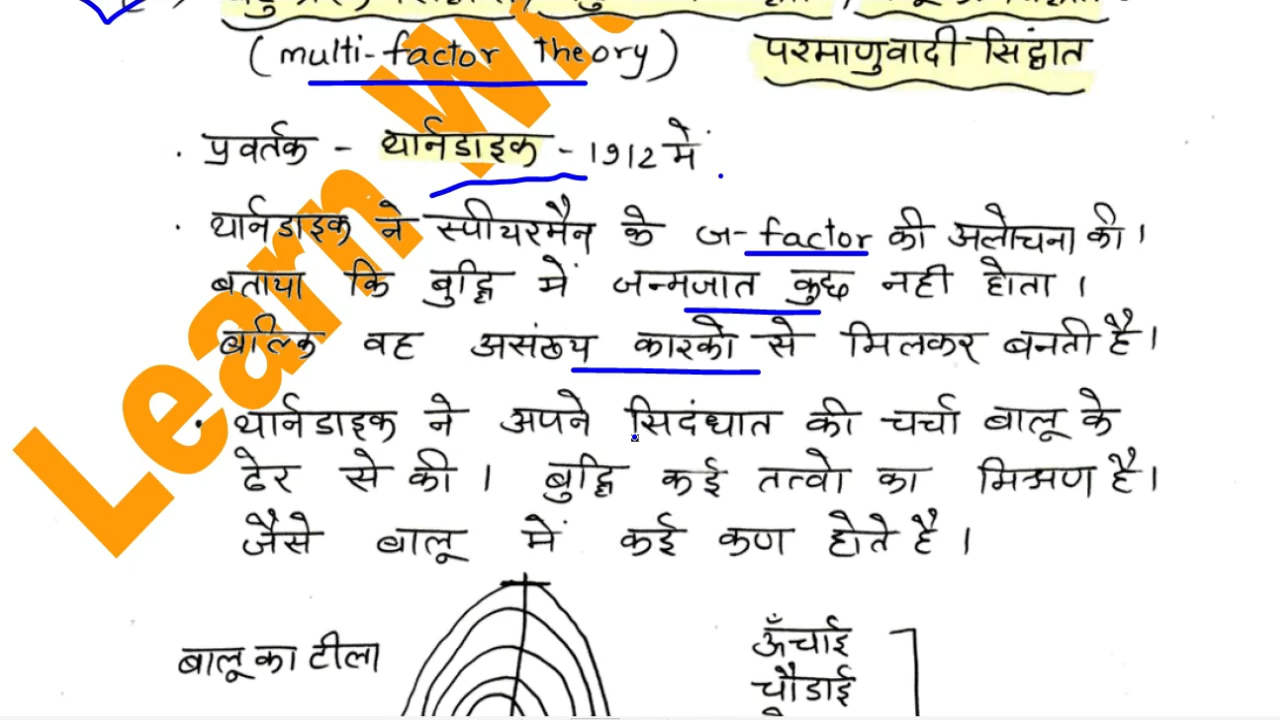 (multi-factor theory) परमाणुवादी सिद्वात
. प्रवर्तक - थार्नडाइक - 1912 में
. थार्नडाइक ने स्पीयरमैन के ज-factor की अलोचना की।
बताया कि बुद्धि में जन्मजात कुछ नही होता ।
बल्कि वह असंख्य कारको से मिलकर बनती है।
. थार्नडाइक ने अपने सिदंधात की चर्चा बालू के
ढेर से की । बुद्धि कई तत्वो का मिश्रण है।
जैसे बालू में कई कण होते है ।
बालू का टीला
ऊँचाई
चौडाई
Learn Wi